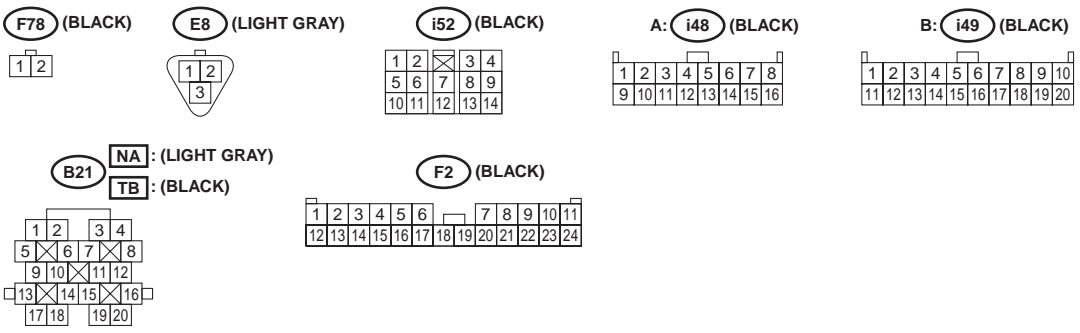 F78 (BLACK)
1 2
E8 (LIGHT GRAY)
1 2
3
i52 (BLACK)
1 2 3 4
5 6 7 8 9
10 11 12 13 14
A: i48 (BLACK)
1 2 3 4 5 6 7 8
9 10 11 12 13 14 15 16
B: i49 (BLACK)
1 2 3 4 5 6 7 8 9 10
11 12 13 14 15 16 17 18 19 20
B21 NA : (LIGHT GRAY)
TB : (BLACK)
1 2 3 4
5 6 7 8
9 10 11 12
13 14 15 16
17 18 19 20
F2 (BLACK)
1 2 3 4 5 6 7 8 9 10 11
12 13 14 15 16 17 18 19 20 21 22 23 24